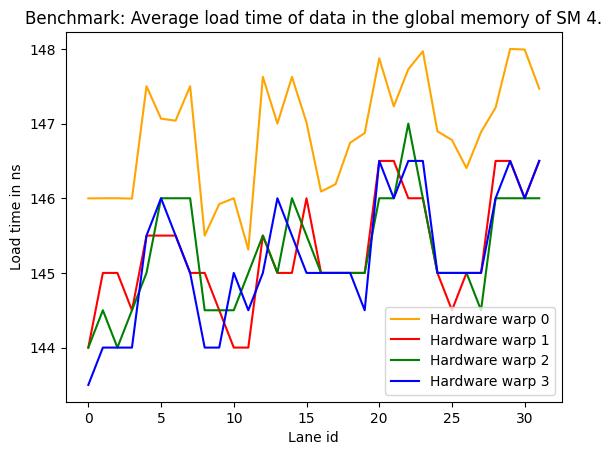 Benchmark: Average load time of data in the global memory of SM 4.
148
147
146
145
144
Load time in ns
0 5 10 15 20 25 30
Lane id
Hardware warp 0
Hardware warp 1
Hardware warp 2
Hardware warp 3